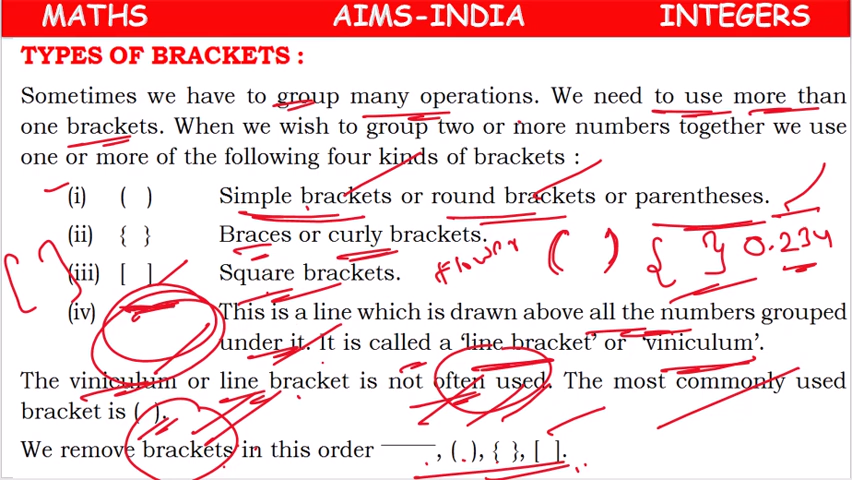 MATHS AIMS-INDIA INTEGERS
TYPES OF BRACKETS :
Sometimes we have to group many operations. We need to use more than
one brackets. When we wish to group two or more numbers together we use
one or more of the following four kinds of brackets :
(i) ( ) Simple brackets or round brackets or parentheses.
(ii) { } Braces or curly brackets.
flower ( ) { } 0.234
(iii) [ ] Square brackets.
[ }
(iv) This is a line which is drawn above all the numbers grouped
under it. It is called a 'line bracket' or 'viniculum'.
The viniculum or line bracket is not often used. The most commonly used
bracket is ( ).
We remove brackets in this order ——, ( ), { }, [ ].